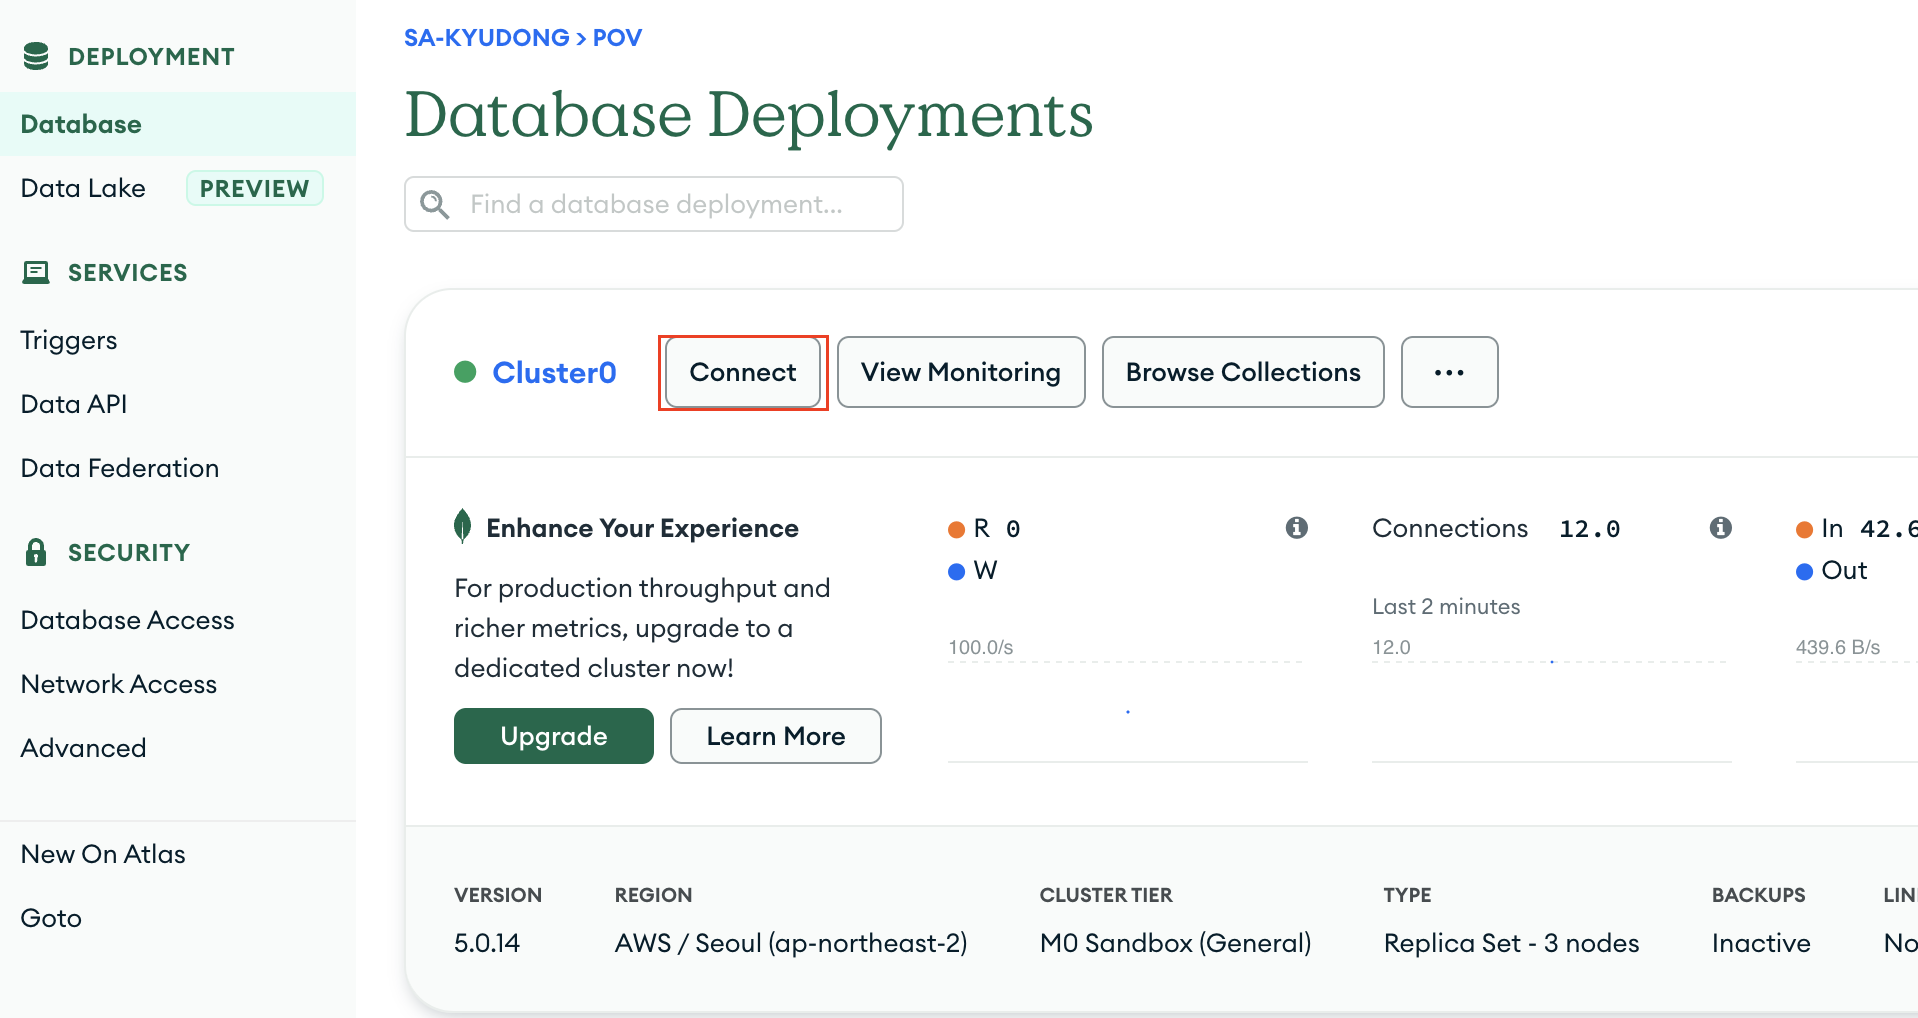 DEPLOYMENT
Database
Data Lake PREVIEW
SERVICES
Triggers
Data API
Data Federation
SECURITY
Database Access
Network Access
Advanced
New On Atlas
Goto
SA-KYUDONG > POV
Database Deployments
Find a database deployment...
Cluster0 Connect View Monitoring Browse Collections ...
Enhance Your Experience
For production throughput and
richer metrics, upgrade to a
dedicated cluster now!
Upgrade Learn More
R 0
W
100.0/s
Connections 12.0
Last 2 minutes
12.0
In 42.6
Out
439.6 B/s
VERSION REGION CLUSTER TIER TYPE BACKUPS LIN
5.0.14 AWS / Seoul (ap-northeast-2) M0 Sandbox (General) Replica Set - 3 nodes Inactive No